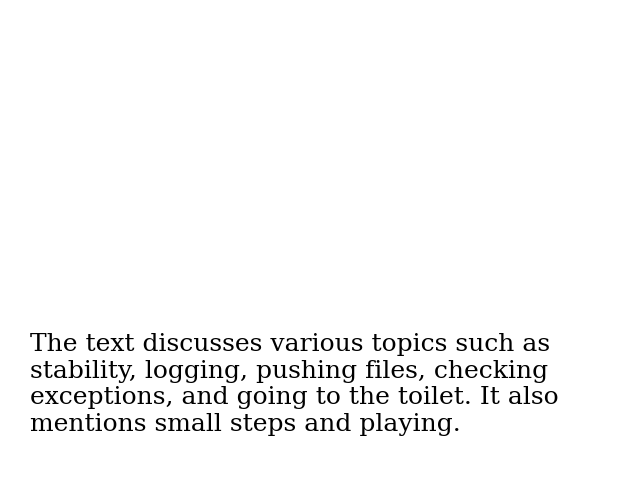 The text discusses various topics such as
stability, logging, pushing files, checking
exceptions, and going to the toilet. It also
mentions small steps and playing.